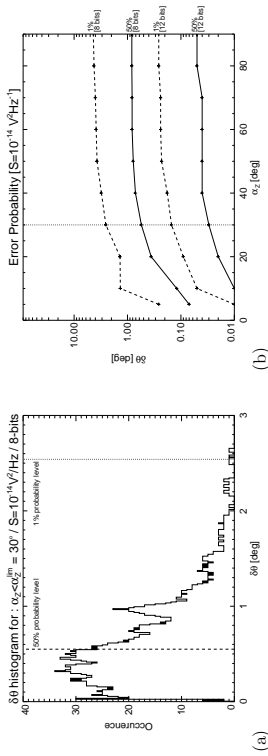 δθ histogram for : αz<αz^lim = 30° / S=10^-14 V²/Hz / 8-bits
50% probability level
1% probability level
Occurence
40
30
20
10
0
0
1
2
3
δθ [deg]
(a)
Error Probability [S=10^-14 V²Hz^-1]
1% [8 bits]
50% [8 bits]
1% [12 bits]
50% [12 bits]
δθ [deg]
10.00
1.00
0.10
0.01
0
20
40
60
80
αz [deg]
(b)